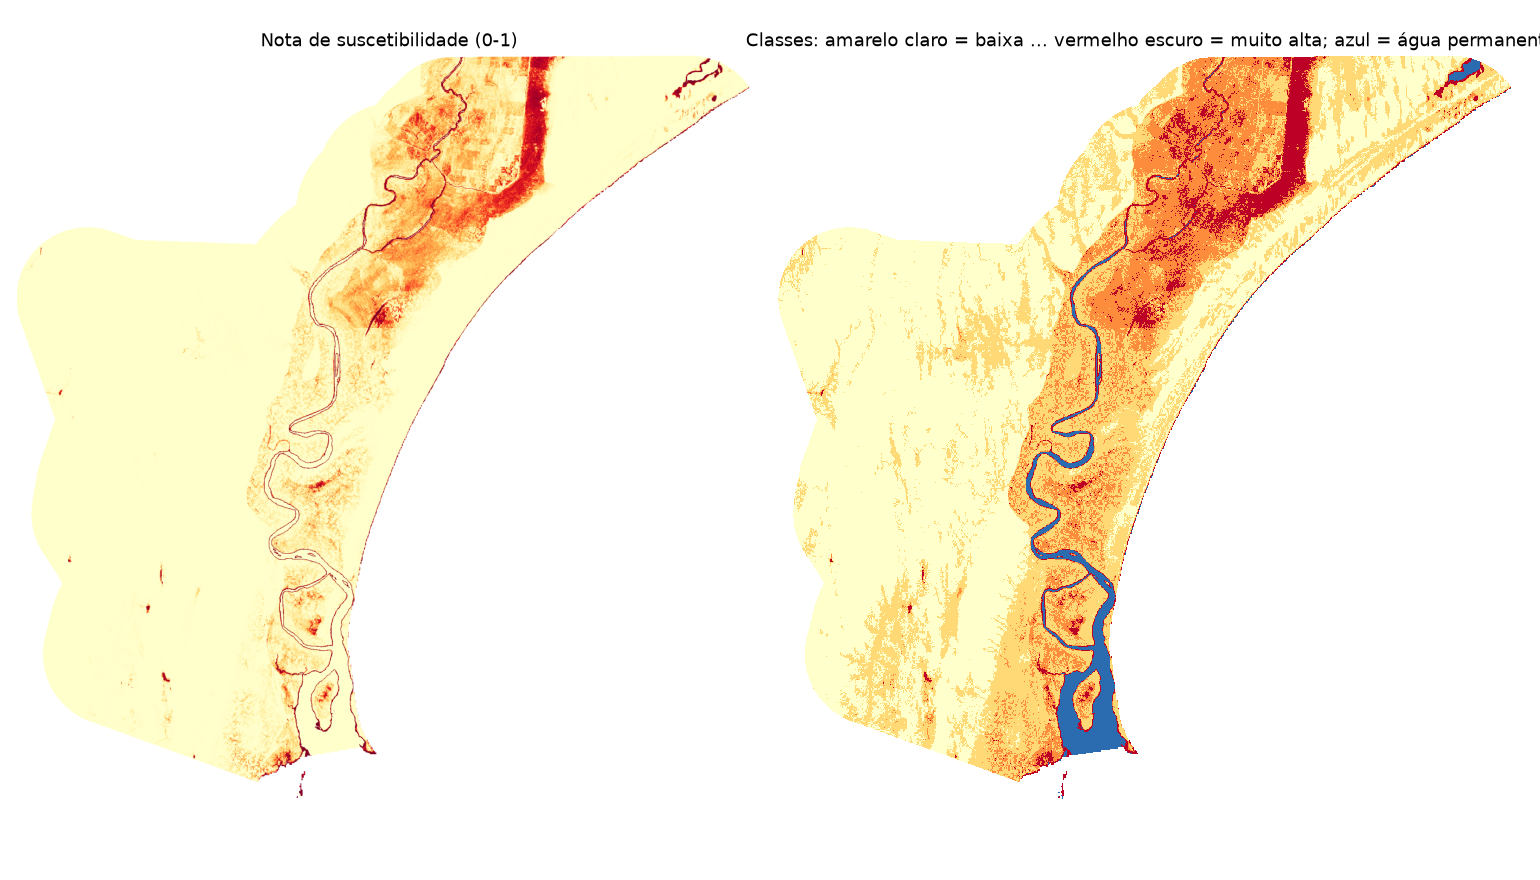 Nota de suscetibilidade (0-1)
Classes: amarelo claro = baixa ... vermelho escuro = muito alta; azul = água permanent